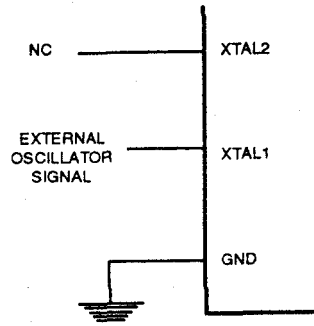 NC
XTAL2
EXTERNAL
OSCILLATOR
SIGNAL
XTAL1
GND